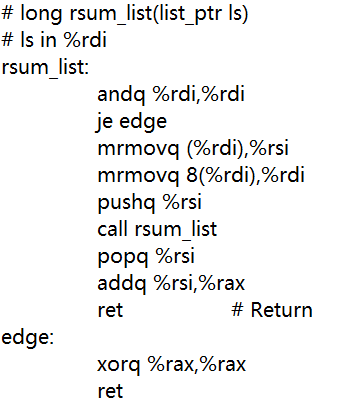 # long rsum_list(list_ptr ls)
# ls in %rdi
rsum_list:
andq %rdi,%rdi
je edge
mrmovq (%rdi),%rsi
mrmovq 8(%rdi),%rdi
pushq %rsi
call rsum_list
popq %rsi
addq %rsi,%rax
ret # Return
edge:
xorq %rax,%rax
ret